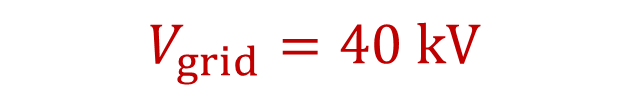 V_grid = 40 kV